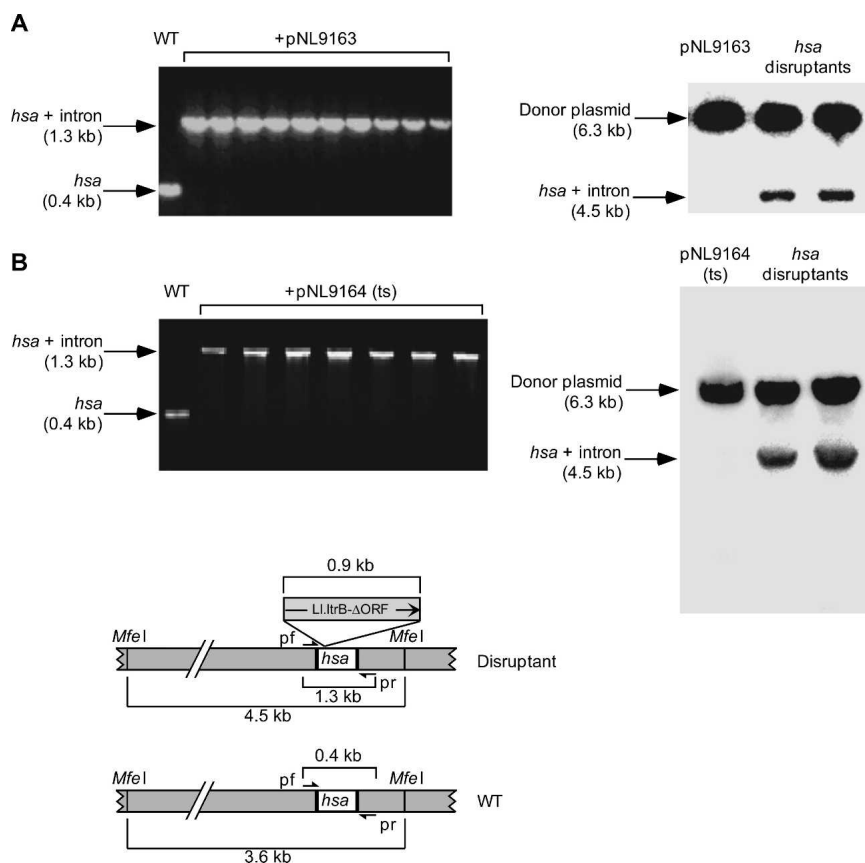 A
WT
+pNL9163
hsa + intron
(1.3 kb)
hsa
(0.4 kb)
pNL9163
hsa
disruptants
Donor plasmid
(6.3 kb)
hsa + intron
(4.5 kb)
B
WT
+pNL9164 (ts)
hsa + intron
(1.3 kb)
hsa
(0.4 kb)
pNL9164
(ts)
hsa
disruptants
Donor plasmid
(6.3 kb)
hsa + intron
(4.5 kb)
0.9 kb
Ll.ltrB-ΔORF
MfeI
pf
hsa
MfeI
Disruptant
pr
1.3 kb
4.5 kb
0.4 kb
MfeI
pf
hsa
MfeI
WT
pr
3.6 kb